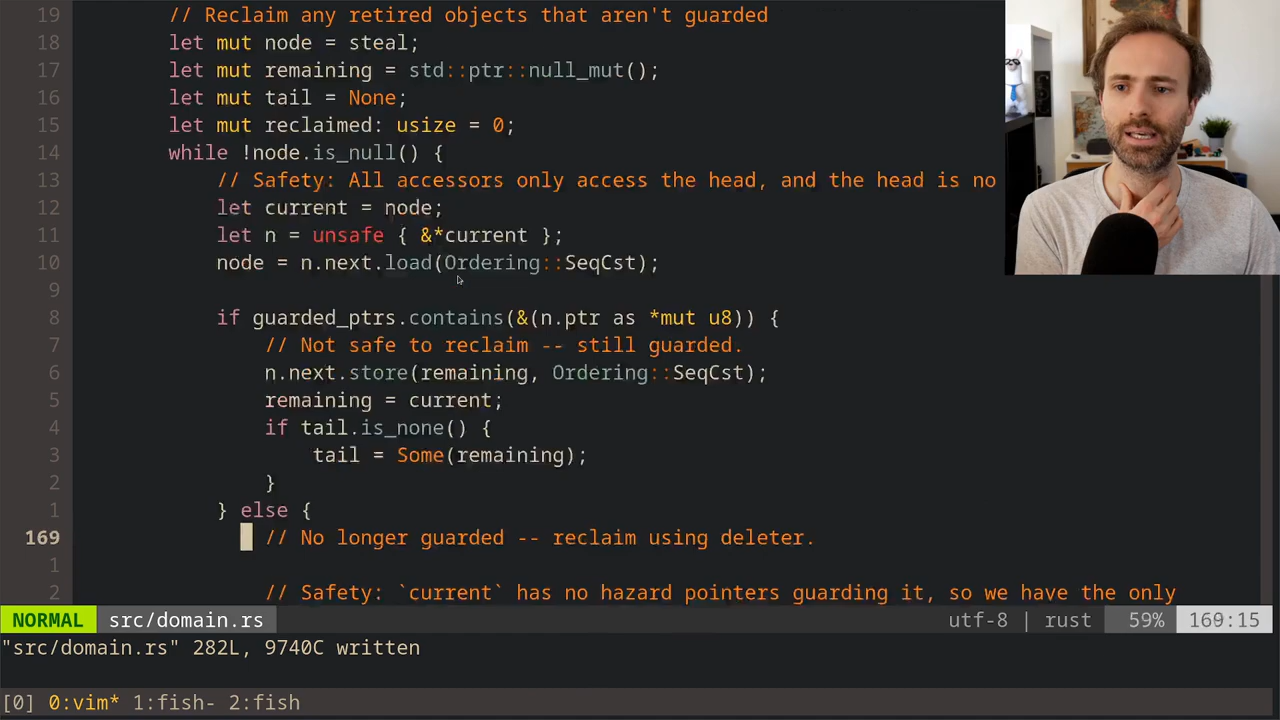 19 // Reclaim any retired objects that aren't guarded
18 let mut node = steal;
17 let mut remaining = std::ptr::null_mut();
16 let mut tail = None;
15 let mut reclaimed: usize = 0;
14 while !node.is_null() {
13 // Safety: All accessors only access the head, and the head is no
12 let current = node;
11 let n = unsafe { &*current };
10 node = n.next.load(Ordering::SeqCst);
9
8 if guarded_ptrs.contains(&(n.ptr as *mut u8)) {
7 // Not safe to reclaim -- still guarded.
6 n.next.store(remaining, Ordering::SeqCst);
5 remaining = current;
4 if tail.is_none() {
3 tail = Some(remaining);
2 }
1 } else {
169 // No longer guarded -- reclaim using deleter.
1
2 // Safety: `current` has no hazard pointers guarding it, so we have the only
NORMAL src/domain.rs utf-8 | rust 59% 169:15
"src/domain.rs" 282L, 9740C written
[0] 0:vim* 1:fish- 2:fish